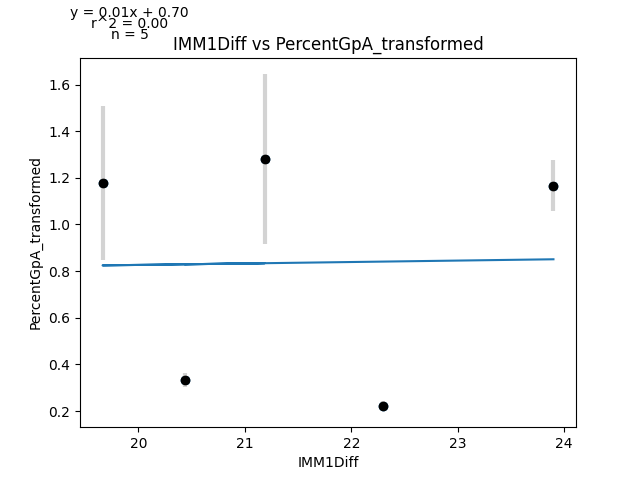 y = 0.01x + 0.70
r^2 = 0.00
n = 5
IMM1Diff vs PercentGpA_transformed
PercentGpA_transformed
1.6
1.4
1.2
1.0
0.8
0.6
0.4
0.2
20 21 22 23 24
IMM1Diff